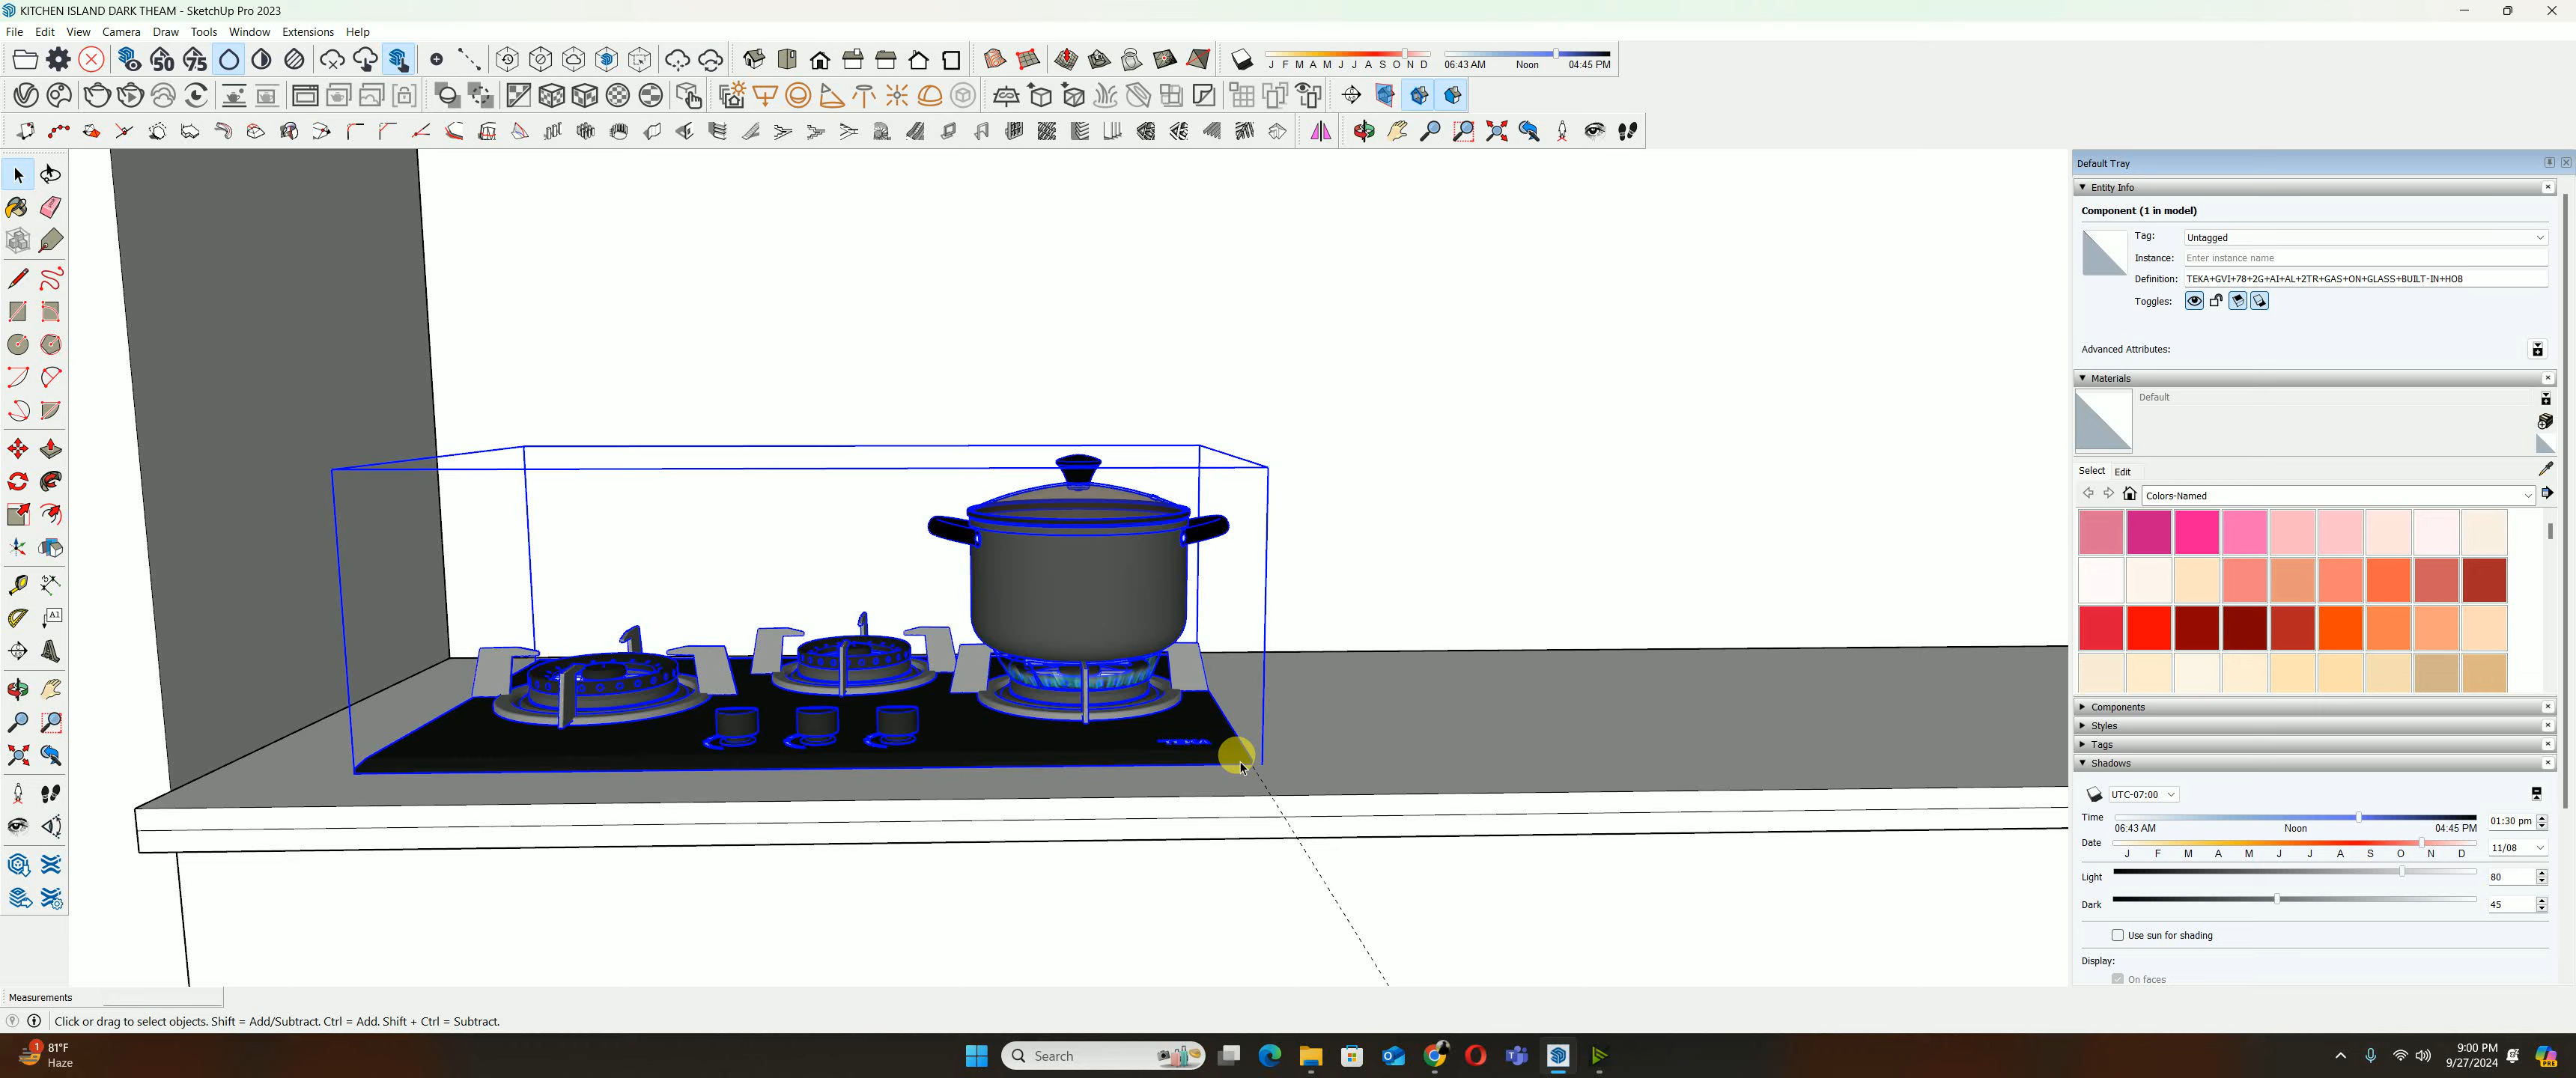 KITCHEN ISLAND DARK THEAM - SketchUp Pro 2023
File Edit View Camera Draw Tools Window Extensions Help
50 75
J F M A M J J A S O N D 06:43 AM Noon 04:45 PM
Default Tray
Entity Info
Component (1 in model)
Tag: Untagged
Instance: Enter instance name
Definition: TEKA+GVI+78+2G+AI+AL+2TR+GAS+ON+GLASS+BUILT-IN+HOB
Toggles:
Advanced Attributes:
Materials
Default
Select Edit
Colors-Named
A1
TEKA
Components
Styles
Tags
Shadows
UTC-07:00
Time 01:30 pm
06:43 AM Noon 04:45 PM
Date 11/08
J F M A M J J A S O N D
Light 80
Dark 45
Use sun for shading
Display:
On faces
Measurements
Click or drag to select objects. Shift = Add/Subtract. Ctrl = Add. Shift + Ctrl = Subtract.
1 81°F
Haze
Search
9:00 PM
9/27/2024
PRE